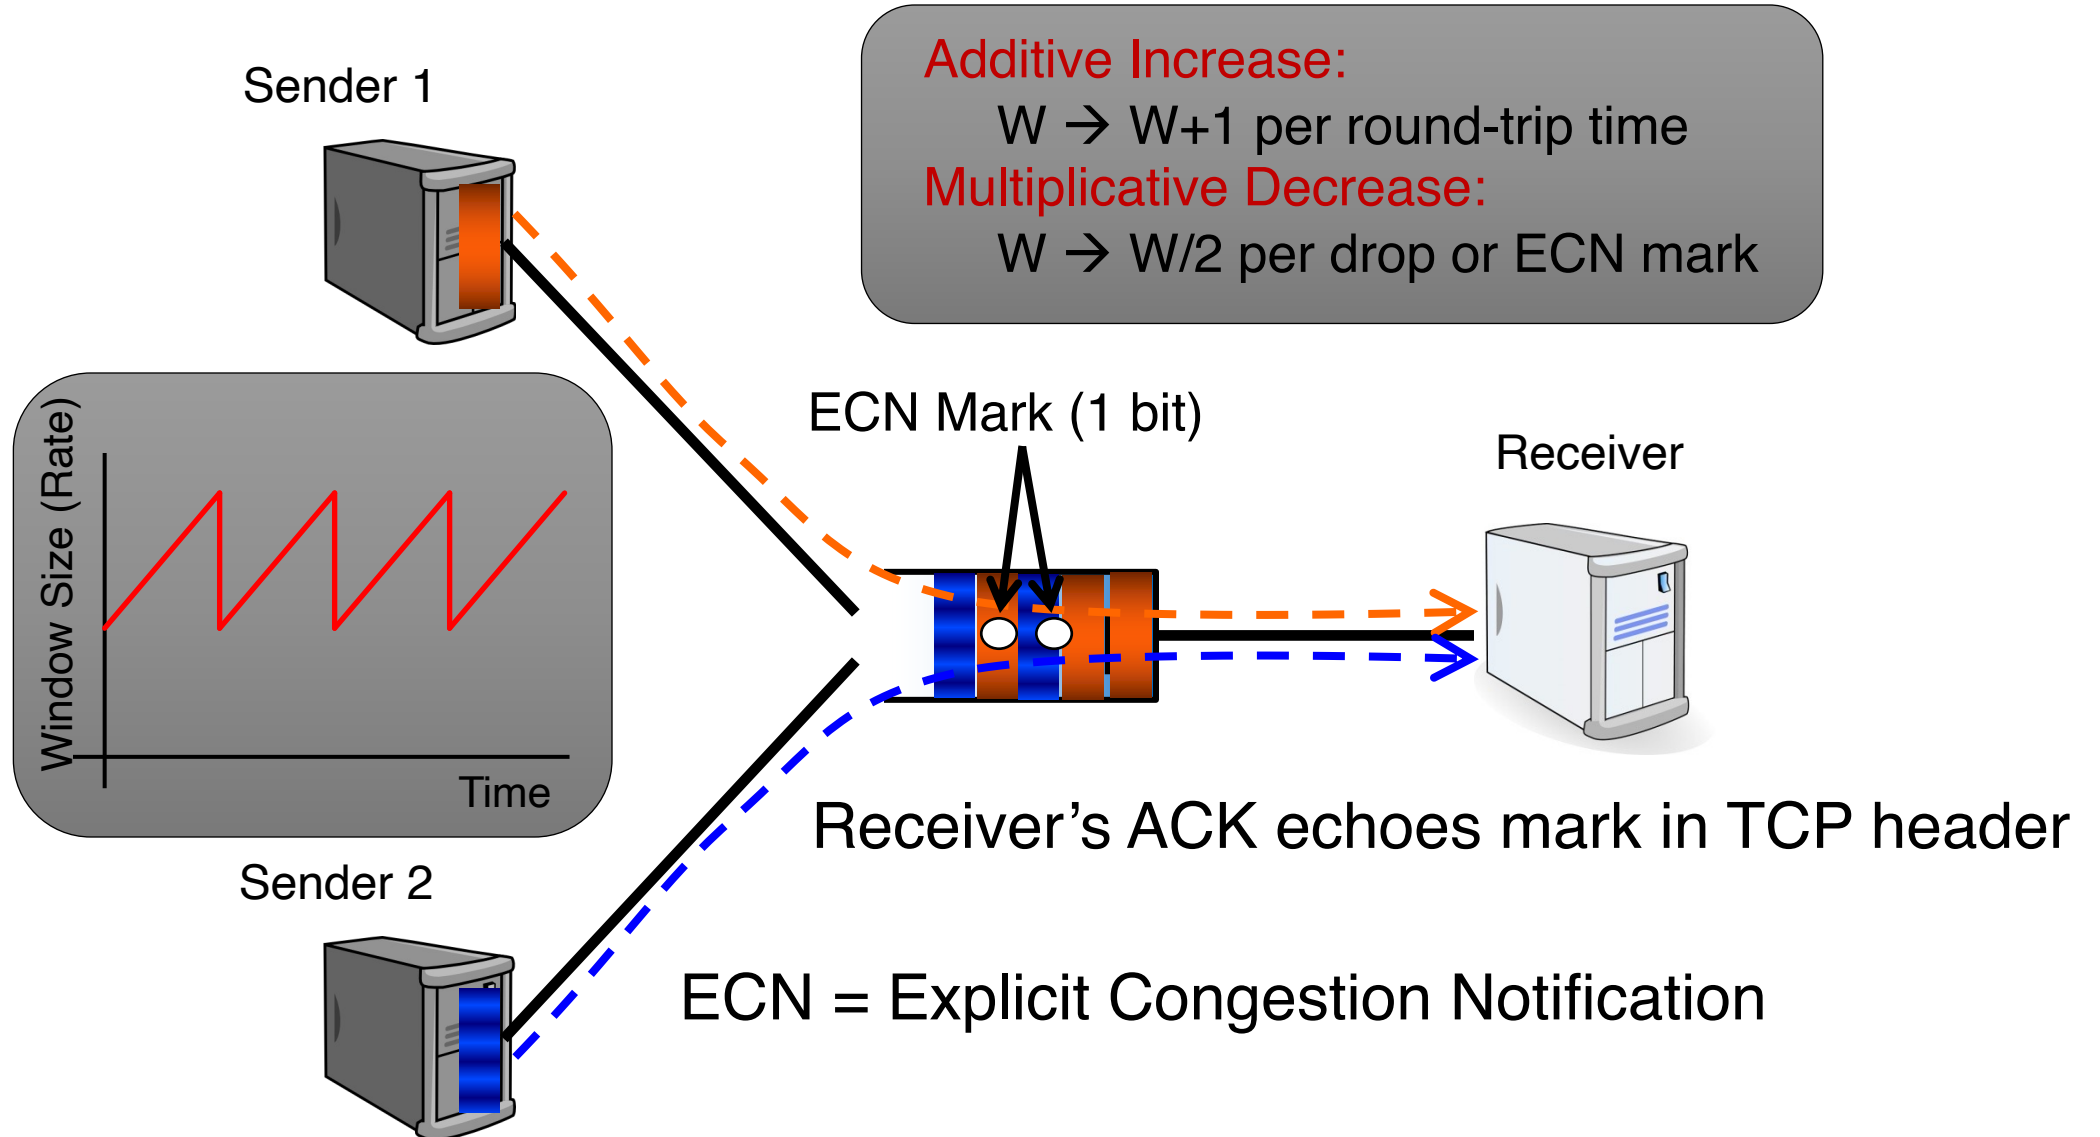 Sender 1
Additive Increase:
W → W+1 per round-trip time
Multiplicative Decrease:
W → W/2 per drop or ECN mark
ECN Mark (1 bit)
Receiver
Window Size (Rate)
Time
Receiver’s ACK echoes mark in TCP header
Sender 2
ECN = Explicit Congestion Notification